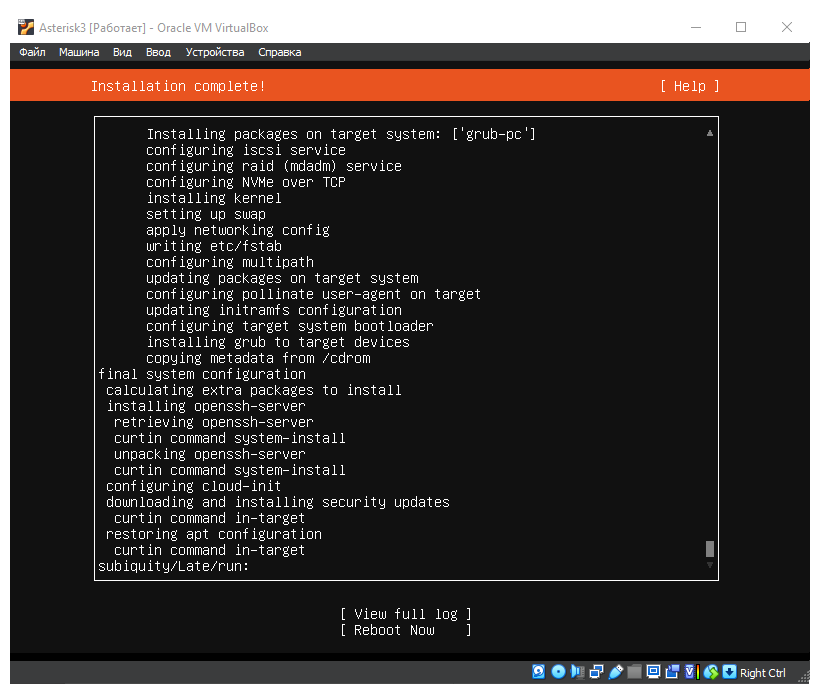 Asterisk3 [Работает] - Oracle VM VirtualBox
Файл Машина Вид Ввод Устройства Справка
Installation complete! [ Help ]
Installing packages on target system: ['grub-pc']
configuring iscsi service
configuring raid (mdadm) service
configuring NVMe over TCP
installing kernel
setting up swap
apply networking config
writing etc/fstab
configuring multipath
updating packages on target system
configuring pollinate user-agent on target
updating initramfs configuration
configuring target system bootloader
installing grub to target devices
copying metadata from /cdrom
final system configuration
calculating extra packages to install
installing openssh-server
retrieving openssh-server
curtin command system-install
unpacking openssh-server
curtin command system-install
configuring cloud-init
downloading and installing security updates
curtin command in-target
restoring apt configuration
curtin command in-target
subiquity/Late/run:
[ View full log ]
[ Reboot Now ]
Right Ctrl